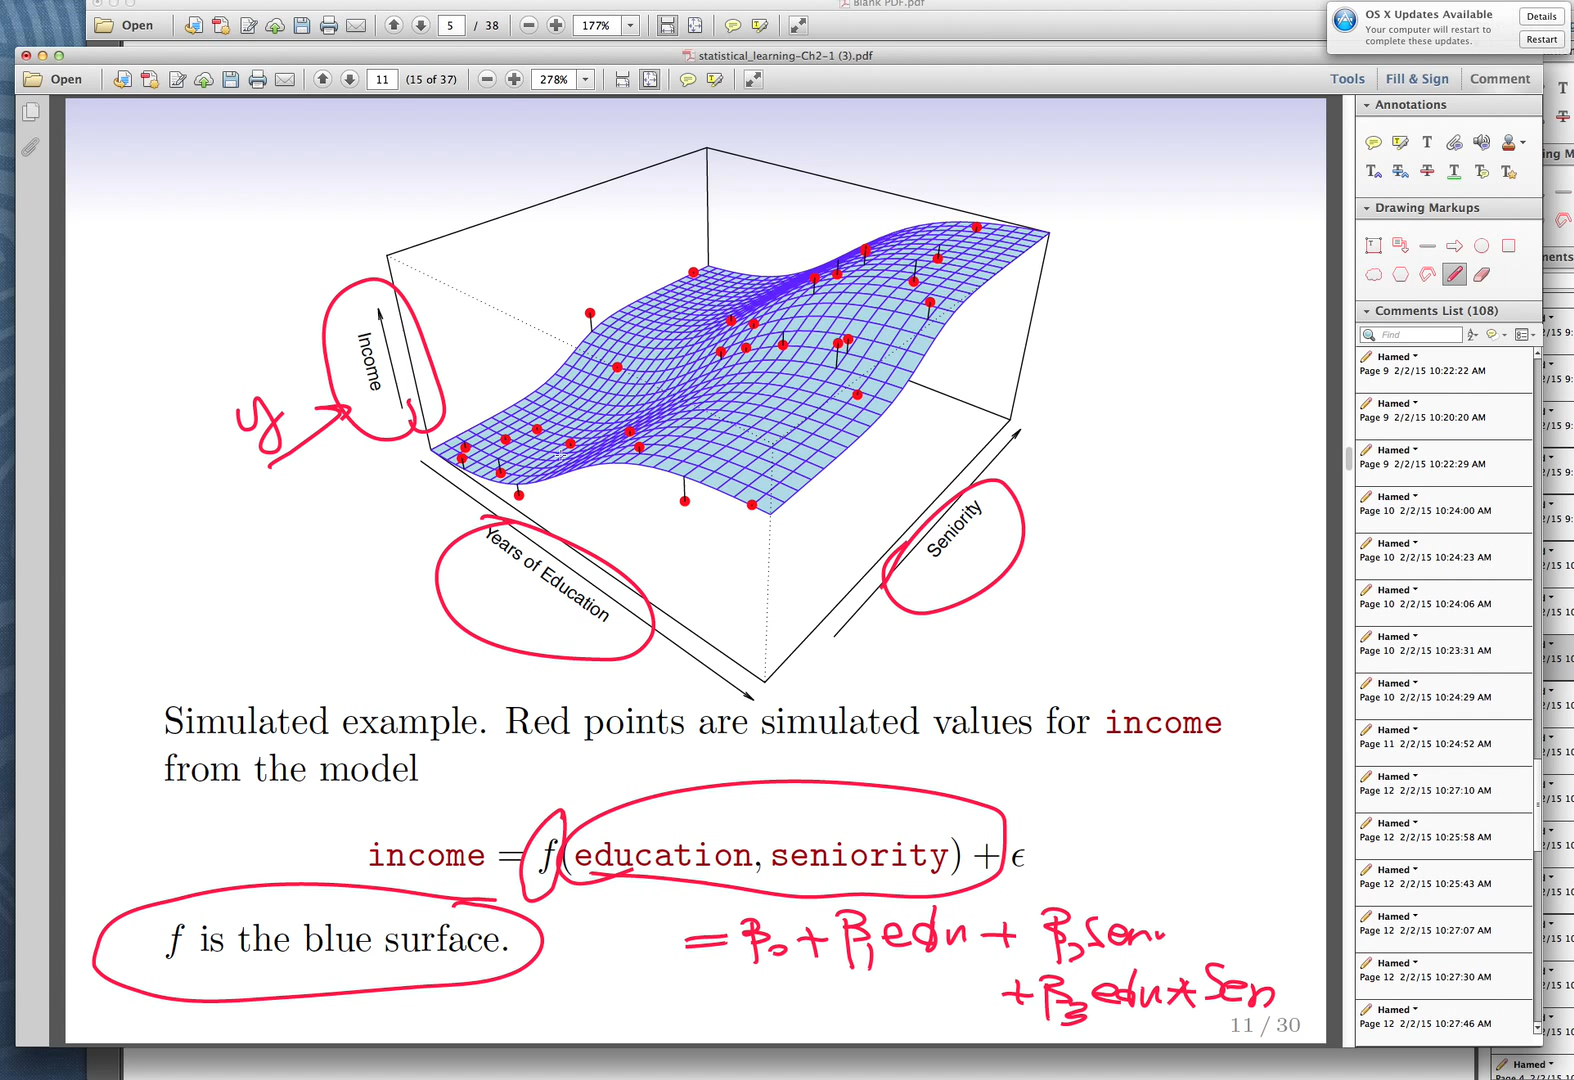 Blank PDF.pdf
Open
5 / 38
177%
OS X Updates Available
Your computer will restart to
complete these updates.
Details
Restart
statistical_learning-Ch2-1 (3).pdf
Open
11 (15 of 37)
278%
Tools Fill & Sign Comment
Annotations
Drawing Markups
Comments List (108)
Find
Hamed
Page 9 2/2/15 10:22:22 AM
Hamed
Page 9 2/2/15 10:20:20 AM
Hamed
Page 9 2/2/15 10:22:29 AM
Hamed
Page 10 2/2/15 10:24:00 AM
Hamed
Page 10 2/2/15 10:24:23 AM
Hamed
Page 10 2/2/15 10:24:06 AM
Hamed
Page 10 2/2/15 10:23:31 AM
Hamed
Page 10 2/2/15 10:24:29 AM
Hamed
Page 11 2/2/15 10:24:52 AM
Hamed
Page 12 2/2/15 10:27:10 AM
Hamed
Page 12 2/2/15 10:25:58 AM
Hamed
Page 12 2/2/15 10:25:43 AM
Hamed
Page 12 2/2/15 10:27:07 AM
Hamed
Page 12 2/2/15 10:27:30 AM
Hamed
Page 12 2/2/15 10:27:46 AM
Hamed
Income
y
Years of Education
Seniority
Simulated example. Red points are simulated values for income
from the model
income = f(education, seniority) + ϵ
f is the blue surface.
= β₀ + β₁ edu + β₂ Sen
+ β₃ edu * Sen
11 / 30